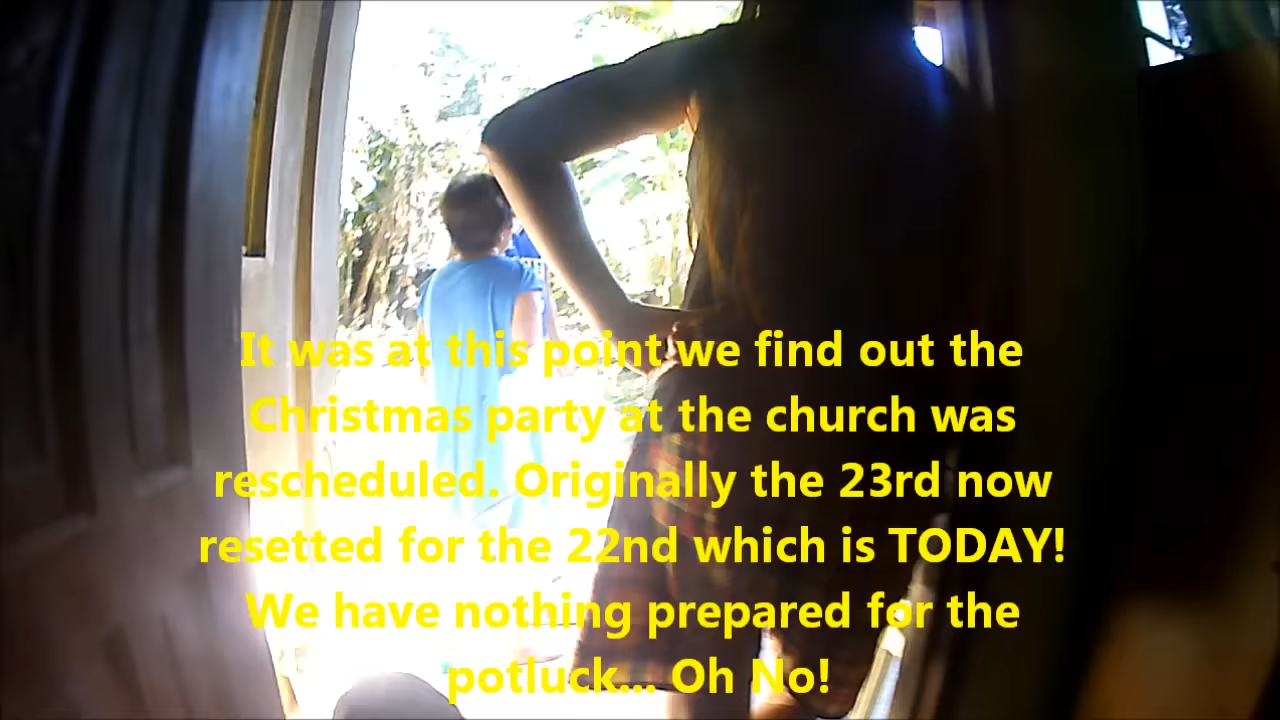 It was at this point we find out the
Christmas party at the church was
rescheduled. Originally the 23rd now
resetted for the 22nd which is TODAY!
We have nothing prepared for the
potluck... Oh No!